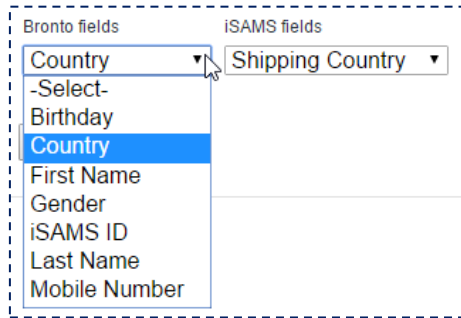 Bronto fields iSAMS fields
Country Shipping Country
-Select-
Birthday
Country
First Name
Gender
iSAMS ID
Last Name
Mobile Number